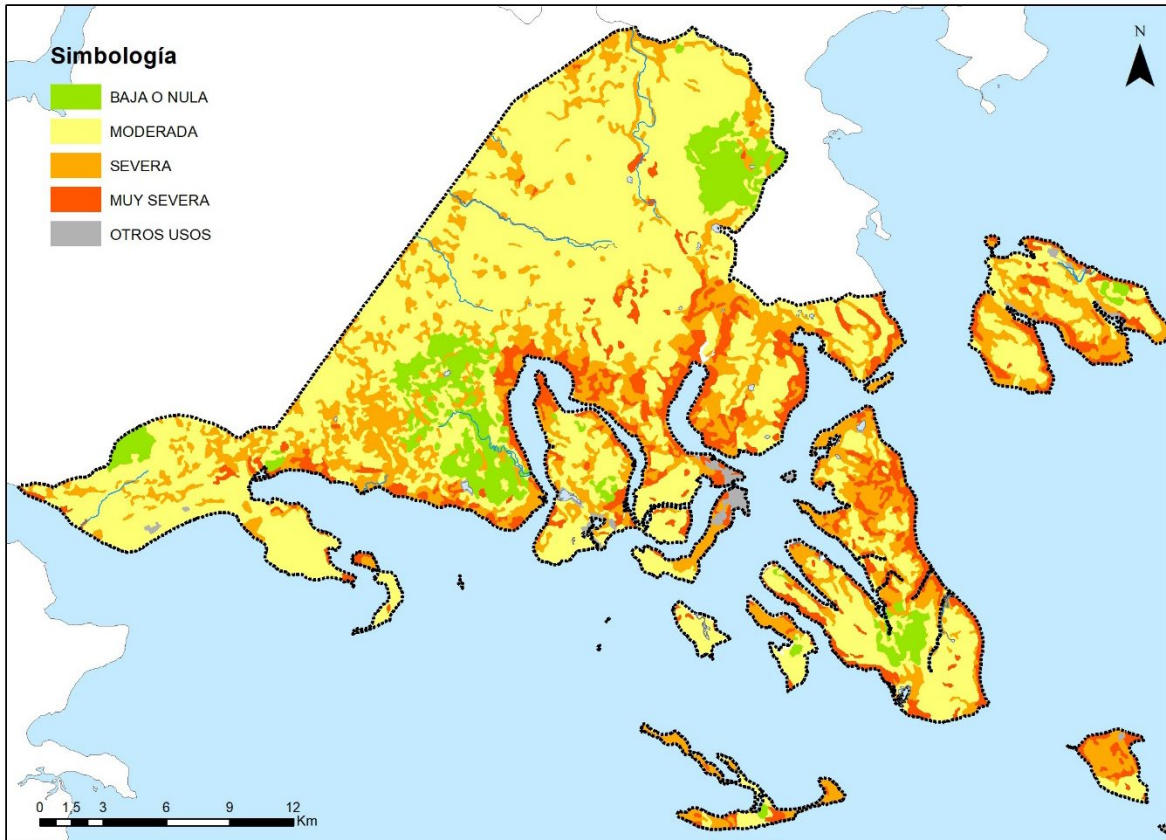 Simbología
BAJA O NULA
MODERADA
SEVERA
MUY SEVERA
OTROS USOS
N
0 1,5 3 6 9 12
Km